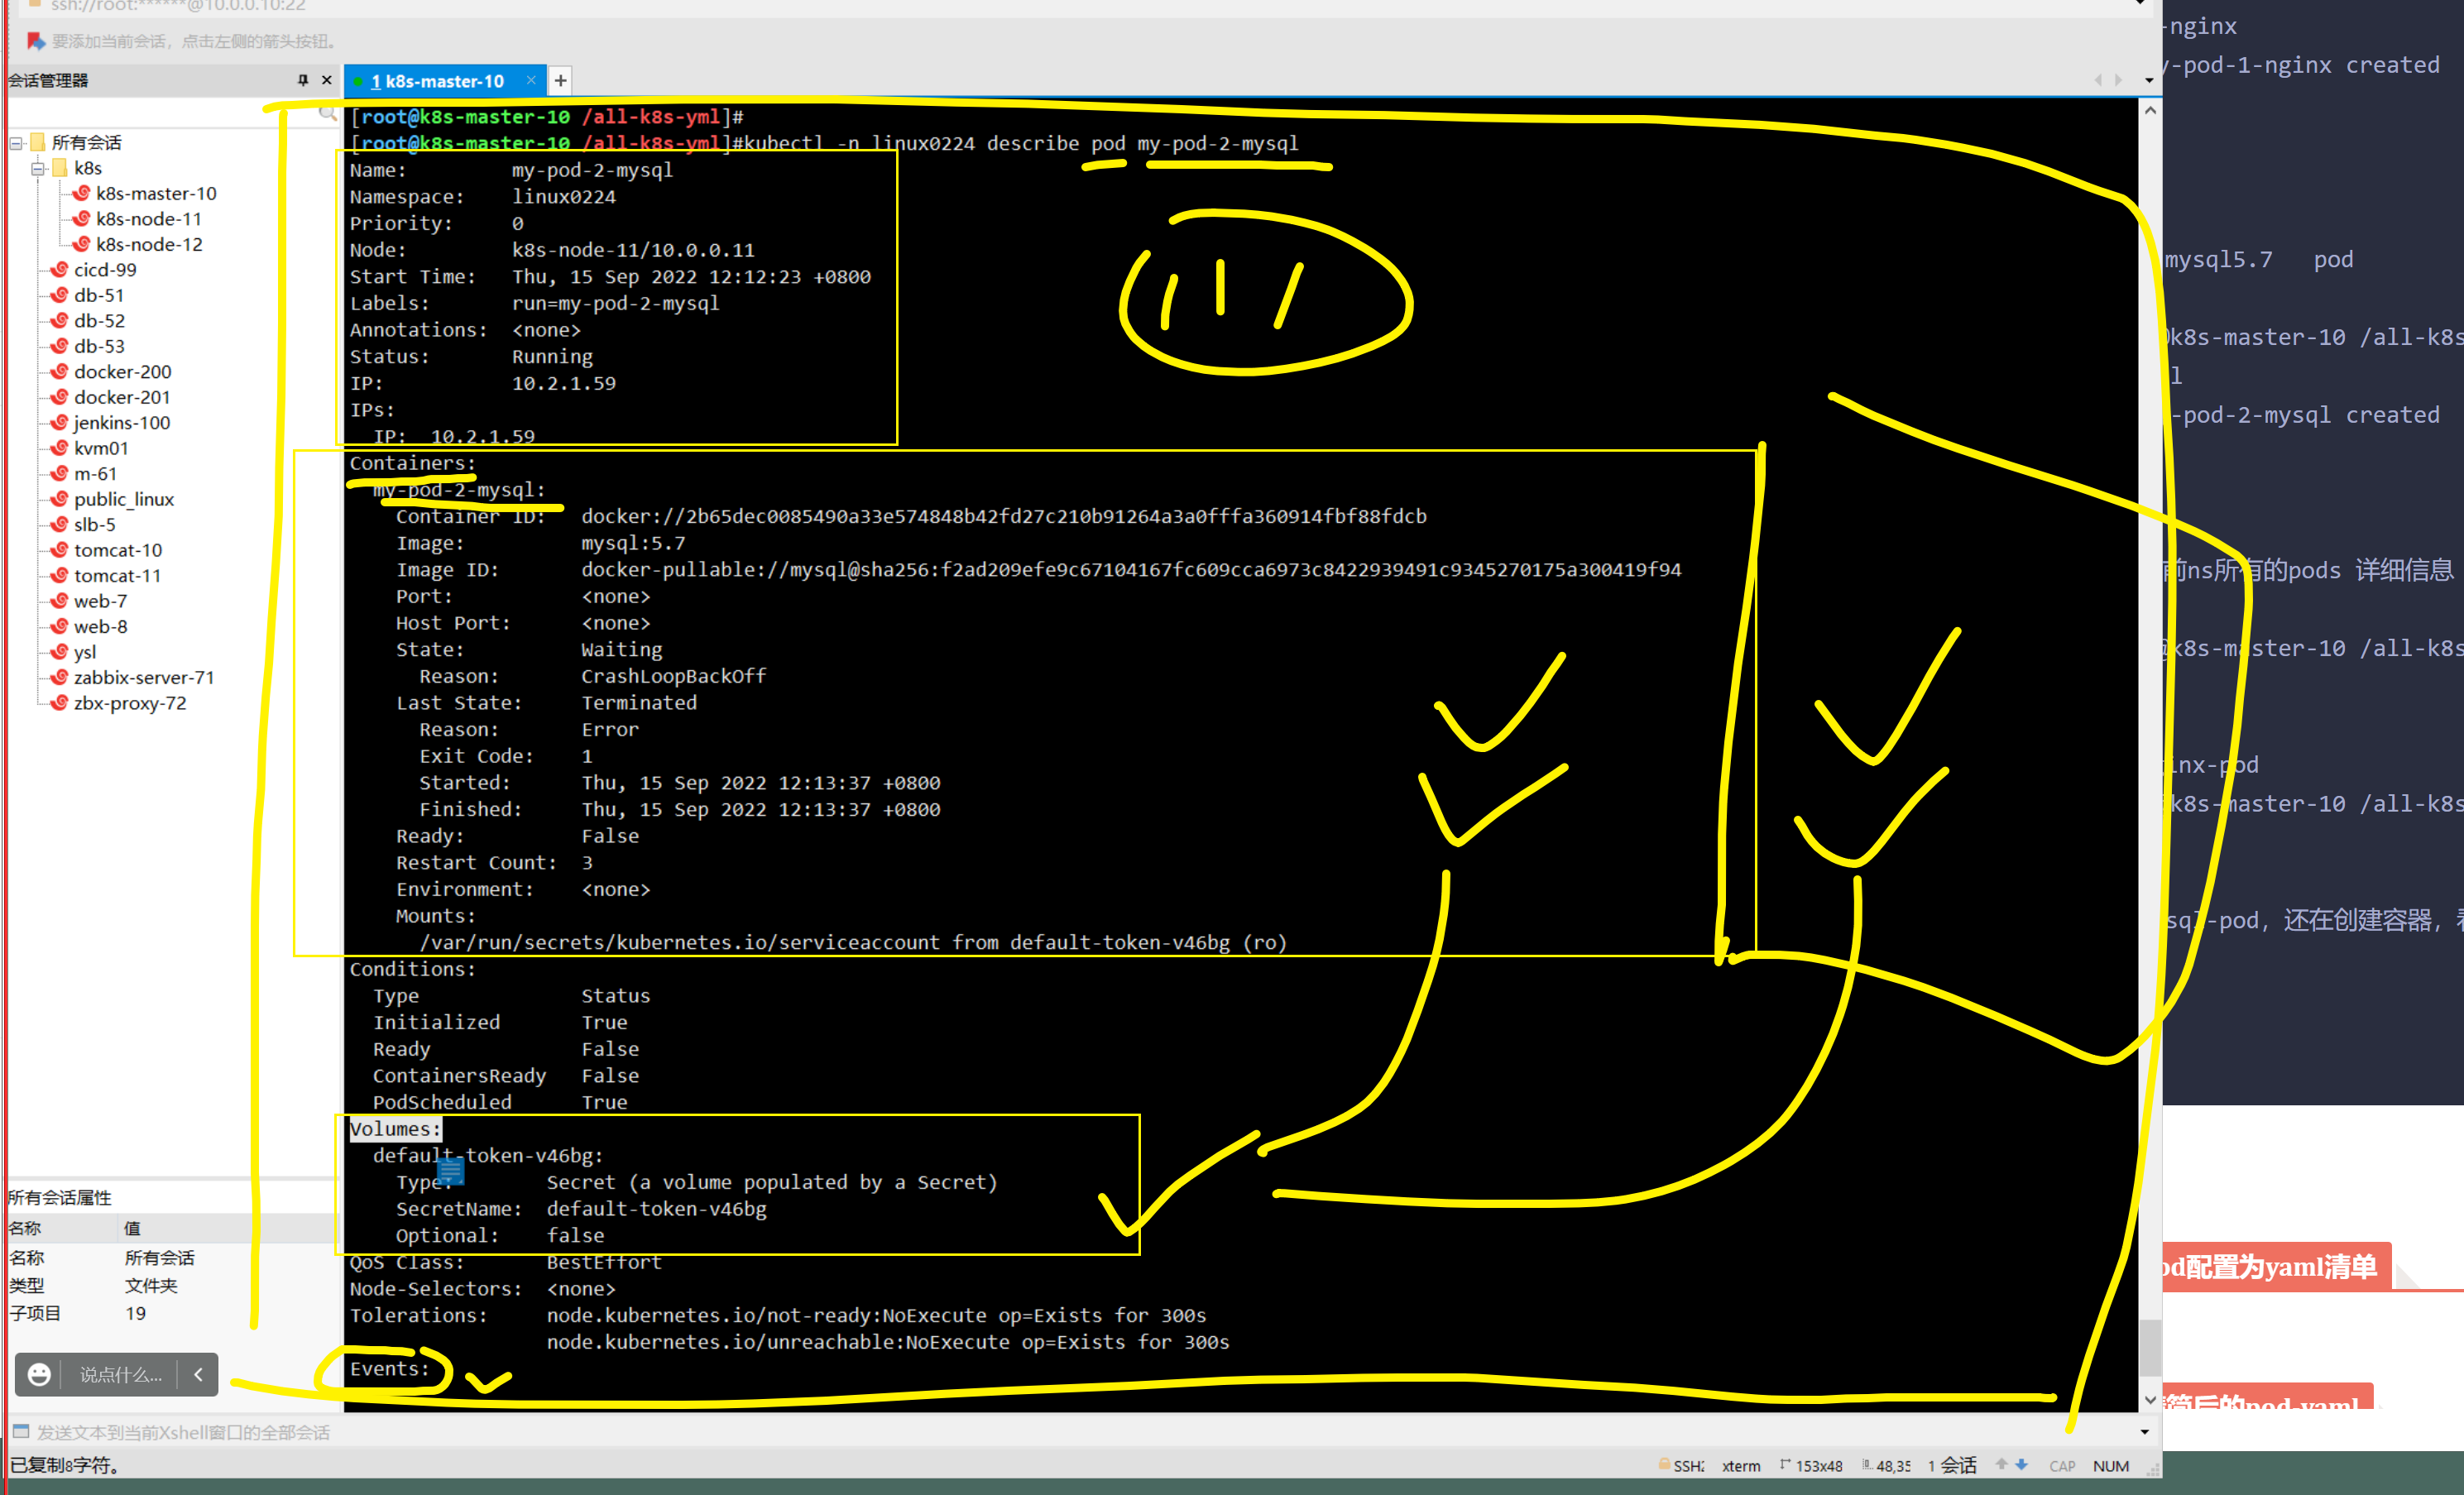 ssh://root:******@10.0.0.10:22
要添加当前会话，点击左侧的箭头按钮。
会话管理器
1 k8s-master-10
所有会话
k8s
k8s-master-10
k8s-node-11
k8s-node-12
cicd-99
db-51
db-52
db-53
docker-200
docker-201
jenkins-100
kvm01
m-61
public_linux
slb-5
tomcat-10
tomcat-11
web-7
web-8
ysl
zabbix-server-71
zbx-proxy-72
所有会话属性
名称 值
名称 所有会话
类型 文件夹
子项目 19
说点什么...
[root@k8s-master-10 /all-k8s-yml]#
[root@k8s-master-10 /all-k8s-yml]#kubectl -n linux0224 describe pod my-pod-2-mysql
Name: my-pod-2-mysql
Namespace: linux0224
Priority: 0
Node: k8s-node-11/10.0.0.11
Start Time: Thu, 15 Sep 2022 12:12:23 +0800
Labels: run=my-pod-2-mysql
Annotations: <none>
Status: Running
IP: 10.2.1.59
IPs:
IP: 10.2.1.59
Containers:
my-pod-2-mysql:
Container ID: docker://2b65dec0085490a33e574848b42fd27c210b91264a3a0fffa360914fbf88fdcb
Image: mysql:5.7
Image ID: docker-pullable://mysql@sha256:f2ad209efe9c67104167fc609cca6973c8422939491c9345270175a300419f94
Port: <none>
Host Port: <none>
State: Waiting
Reason: CrashLoopBackOff
Last State: Terminated
Reason: Error
Exit Code: 1
Started: Thu, 15 Sep 2022 12:13:37 +0800
Finished: Thu, 15 Sep 2022 12:13:37 +0800
Ready: False
Restart Count: 3
Environment: <none>
Mounts:
/var/run/secrets/kubernetes.io/serviceaccount from default-token-v46bg (ro)
Conditions:
Type Status
Initialized True
Ready False
ContainersReady False
PodScheduled True
Volumes:
default-token-v46bg:
Type: Secret (a volume populated by a Secret)
SecretName: default-token-v46bg
Optional: false
QoS Class: BestEffort
Node-Selectors: <none>
Tolerations: node.kubernetes.io/not-ready:NoExecute op=Exists for 300s
node.kubernetes.io/unreachable:NoExecute op=Exists for 300s
Events:
发送文本到当前Xshell窗口的全部会话
已复制8字符。
SSH2 xterm 153x48 48,35 1 会话 CAP NUM
-nginx
y-pod-1-nginx created
mysql5.7 pod
k8s-master-10 /all-k8s
l
-pod-2-mysql created
前ns所有的pods 详细信息
@k8s-master-10 /all-k8s
inx-pod
k8s-master-10 /all-k8s
sql-pod，还在创建容器，看
od配置为yaml清单
简后的pod-yaml